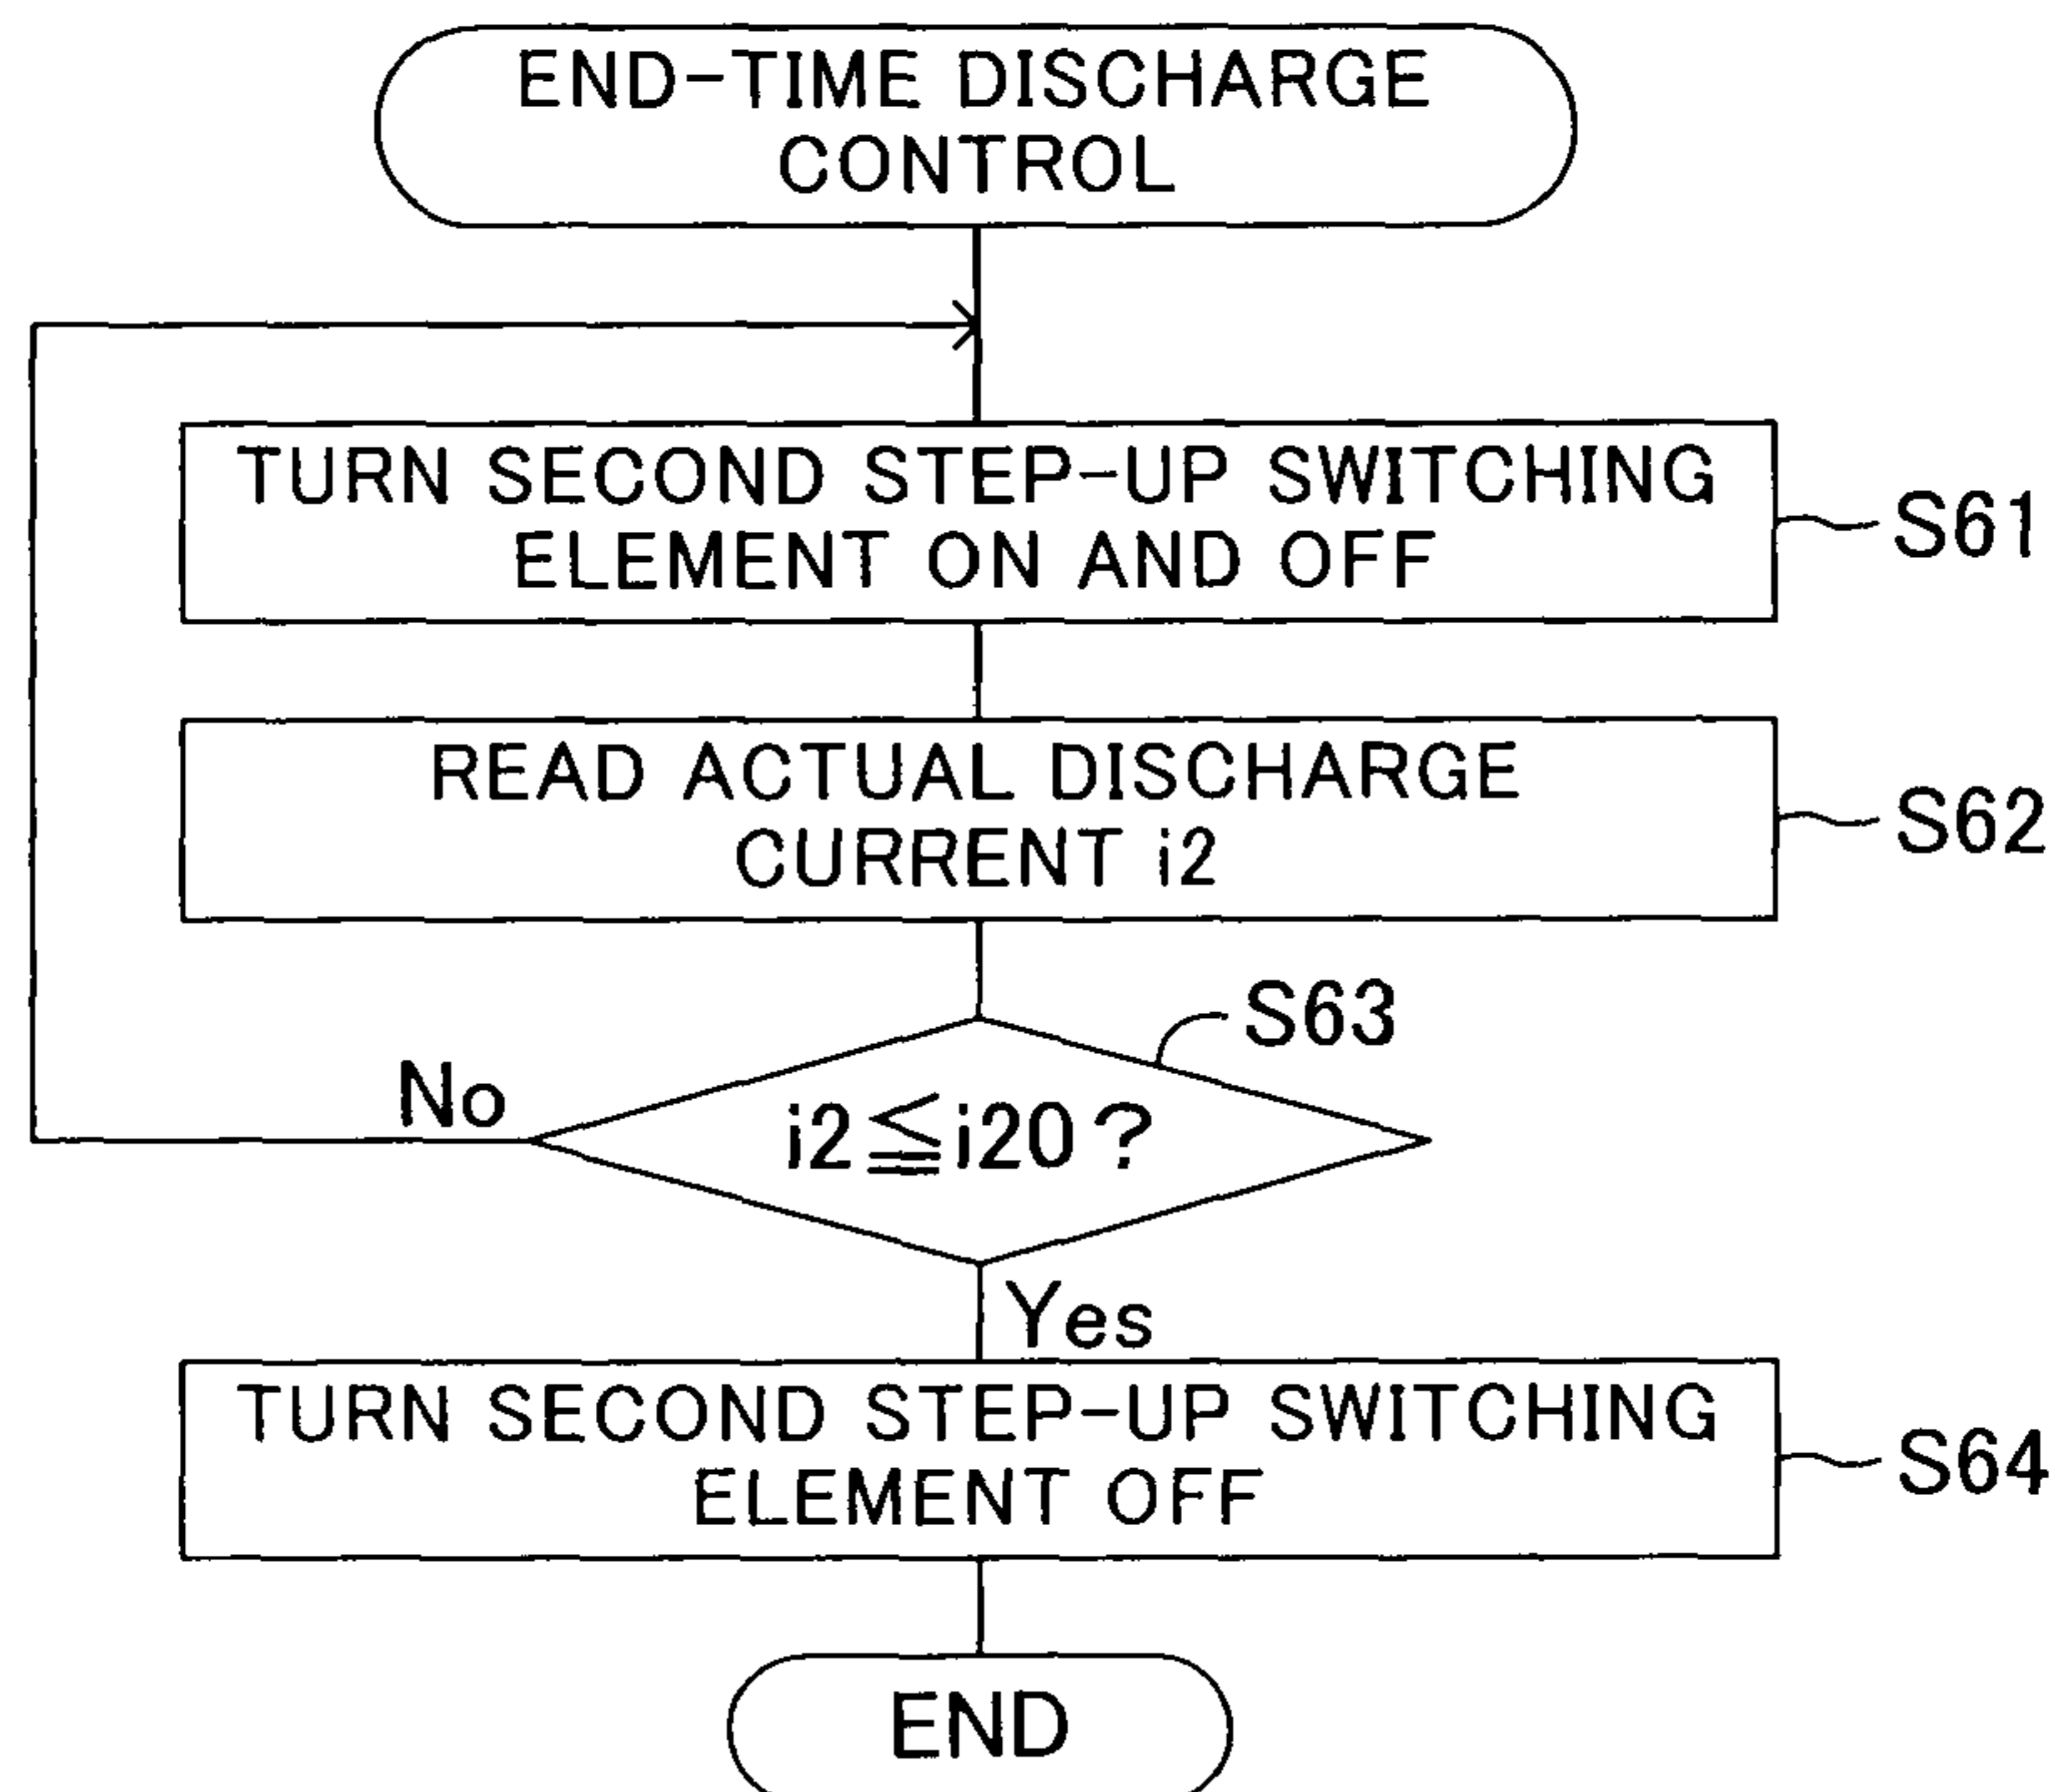 END-TIME DISCHARGE
CONTROL
TURN SECOND STEP-UP SWITCHING
ELEMENT ON AND OFF
S61
READ ACTUAL DISCHARGE
CURRENT i2
S62
S63
No
i2≦i20?
Yes
TURN SECOND STEP-UP SWITCHING
ELEMENT OFF
S64
END